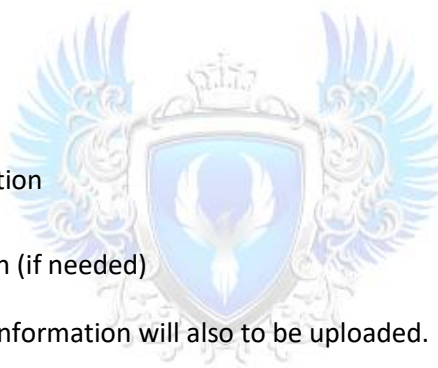 tion
n (if needed)
nformation will also to be uploaded.